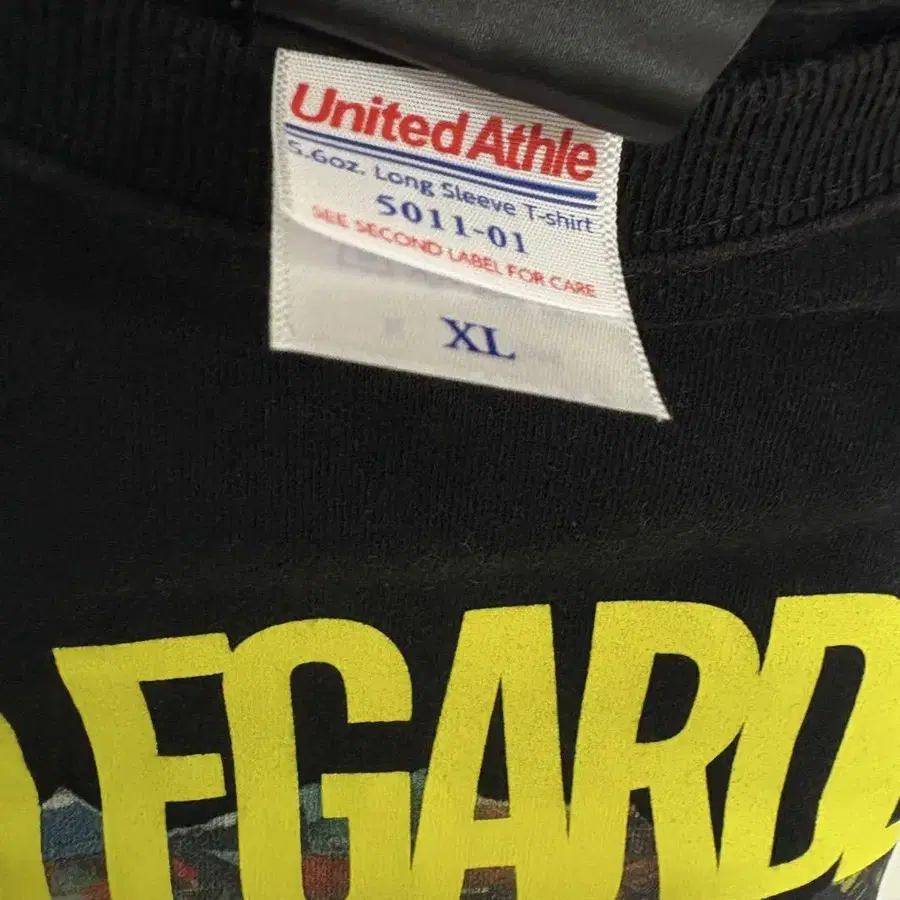 United Athle
5.6oz. Long Sleeve T-shirt
5011-01
SEE SECOND LABEL FOR CARE
XL
EGARD